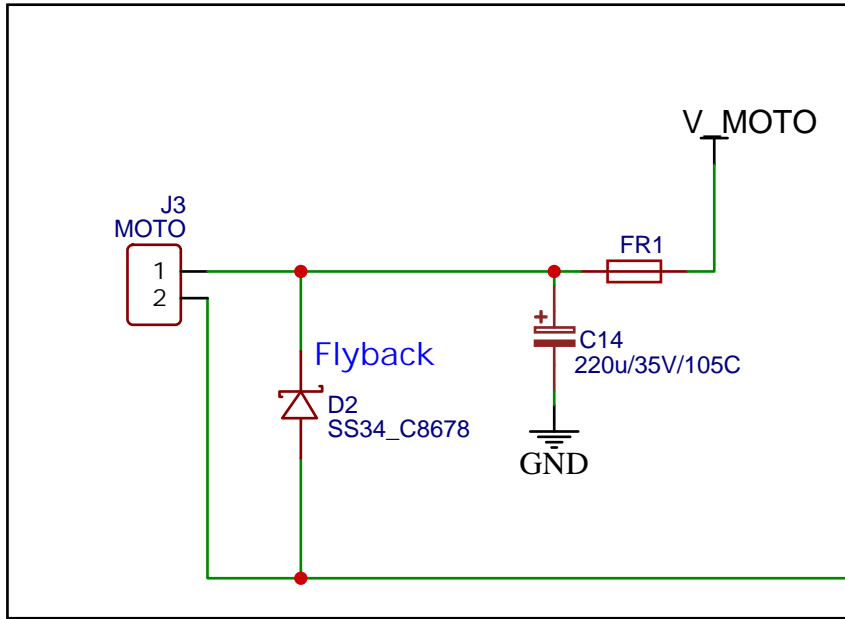 V_MOTO
J3
MOTO
FR1
1
2
+
C14
220u/35V/105C
Flyback
D2
SS34_C8678
GND